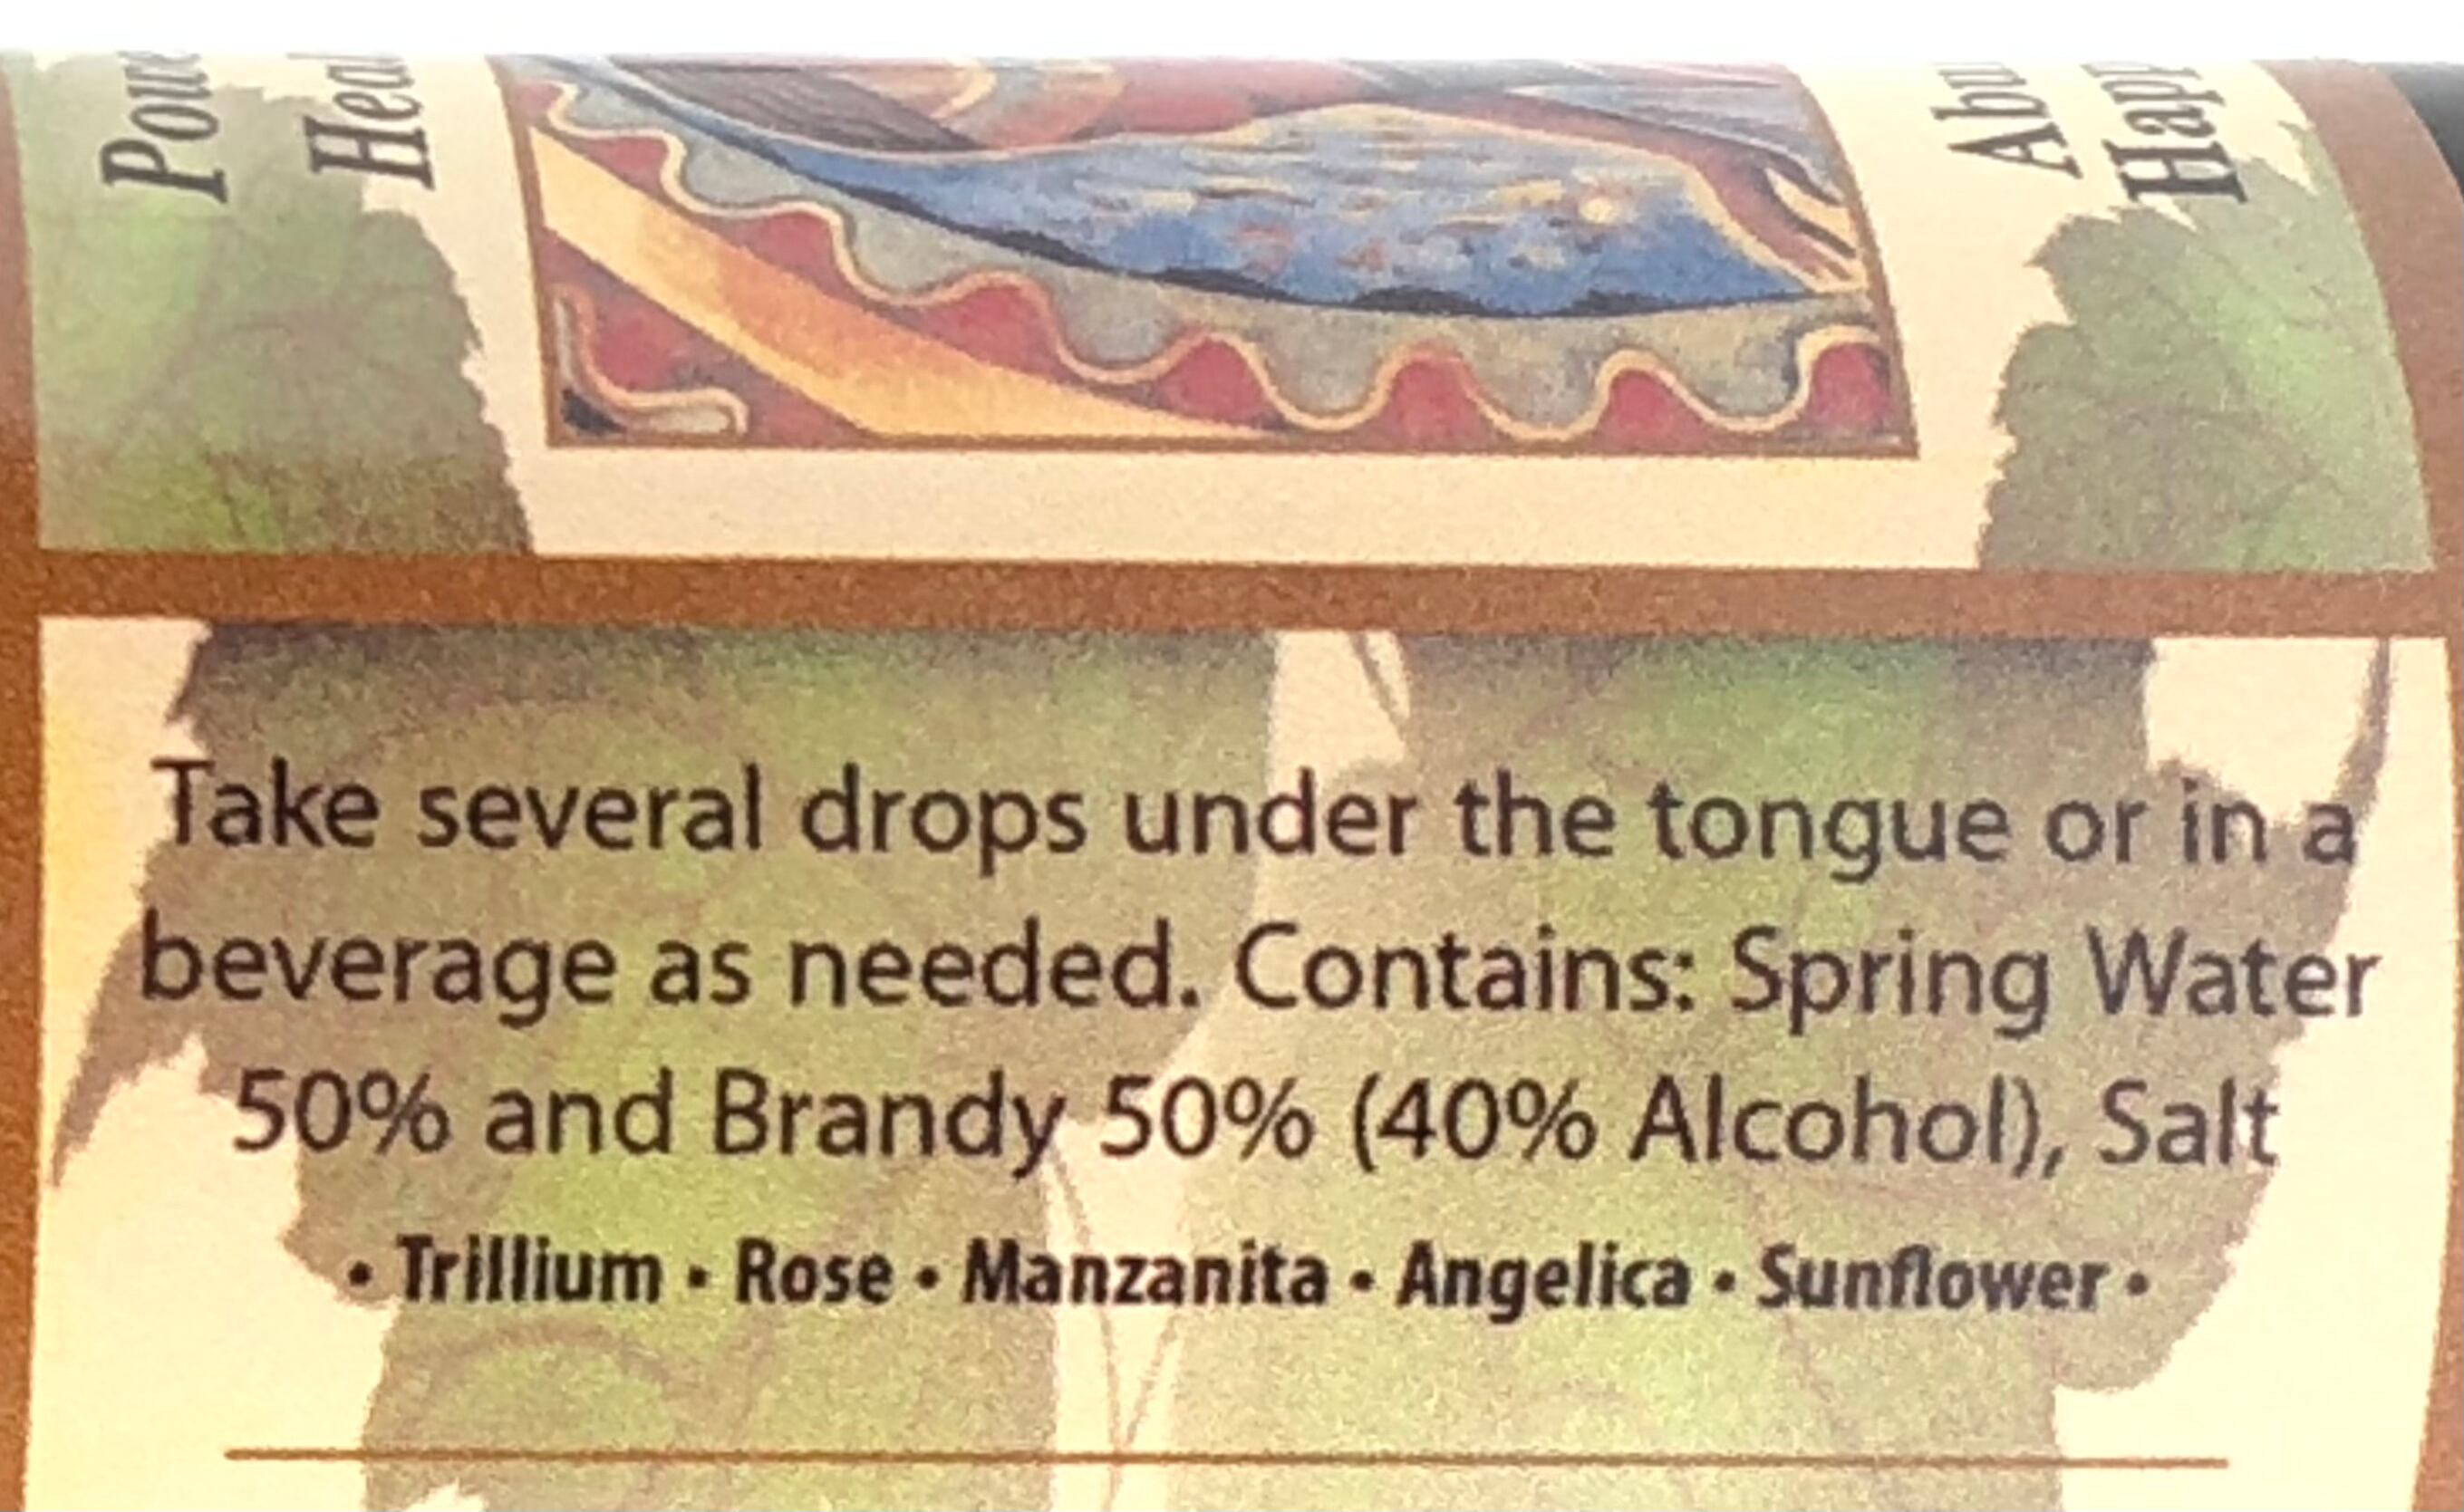 Take several drops under the tongue or in a
beverage as needed. Contains: Spring Water
50% and Brandy 50% (40% Alcohol), Salt
• Trillium • Rose • Manzanita • Angelica • Sunflower •